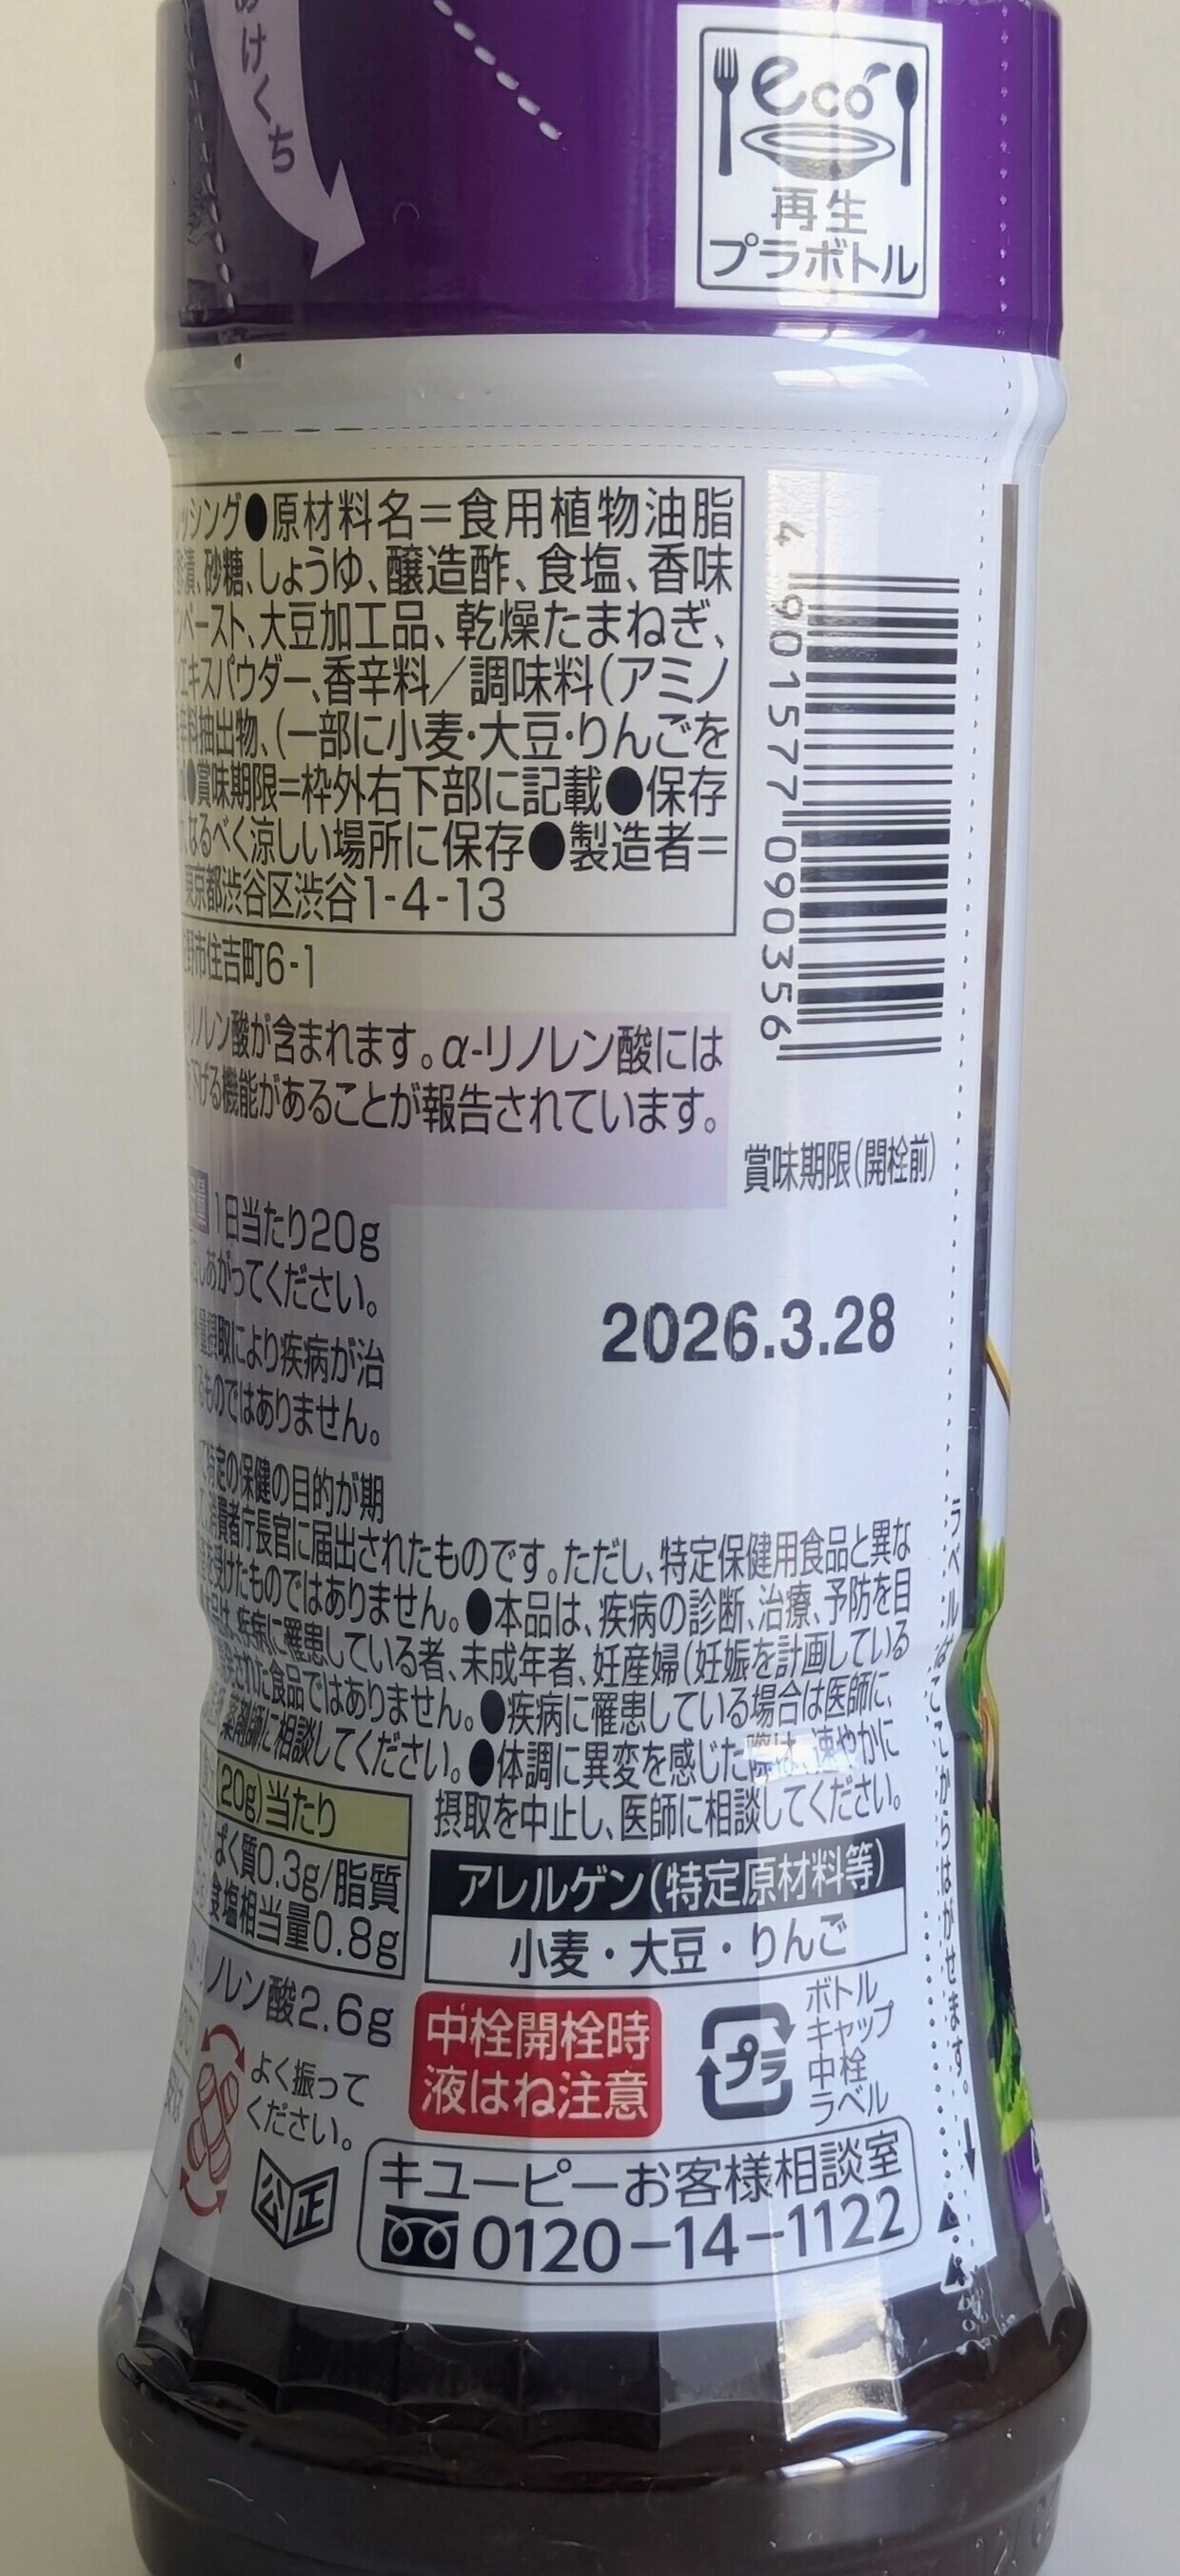 あけくち
eco
再生
プラボトル
ッシング●原材料名=食用植物油脂
漬、砂糖、しょうゆ、醸造酢、食塩、香味
ペースト、大豆加工品、乾燥たまねぎ、
エキスパウダー、香辛料/調味料(アミノ
料抽出物、(一部に小麦・大豆・りんごを
●賞味期限=枠外右下部に記載●保存
なるべく涼しい場所に保存●製造者=
東京都渋谷区渋谷1-4-13
野市住吉町6-1
4 901577 090356
リノレン酸が含まれます。α-リノレン酸には
下げる機能があることが報告されています。
賞味期限(開栓前)
2026.3.28
量 1日当たり20g
しあがってください。
量摂取により疾病が治
るものではありません。
特定の保健の目的が期
消費者庁長官に届出されたものです。ただし、特定保健用食品と異な
を受けたものではありません。●本品は、疾病の診断、治療、予防を目
品は、疾病に罹患している者、未成年者、妊産婦(妊娠を計画している
発された食品ではありません。●疾病に罹患している場合は医師に、
薬剤師に相談してください。●体調に異変を感じた際は、速やかに
摂取を中止し、医師に相談してください。
(20g)当たり
ぱく質0.3g/脂質
食塩相当量0.8g
ノレン酸2.6g
アレルゲン(特定原材料等)
小麦・大豆・りんご
中栓開栓時
液はね注意
プラ
ボトル
キャップ
中栓
ラベル
よく振って
ください。
公正
キユーピーお客様相談室
0120-14-1122
ラベルはここからはがせます。